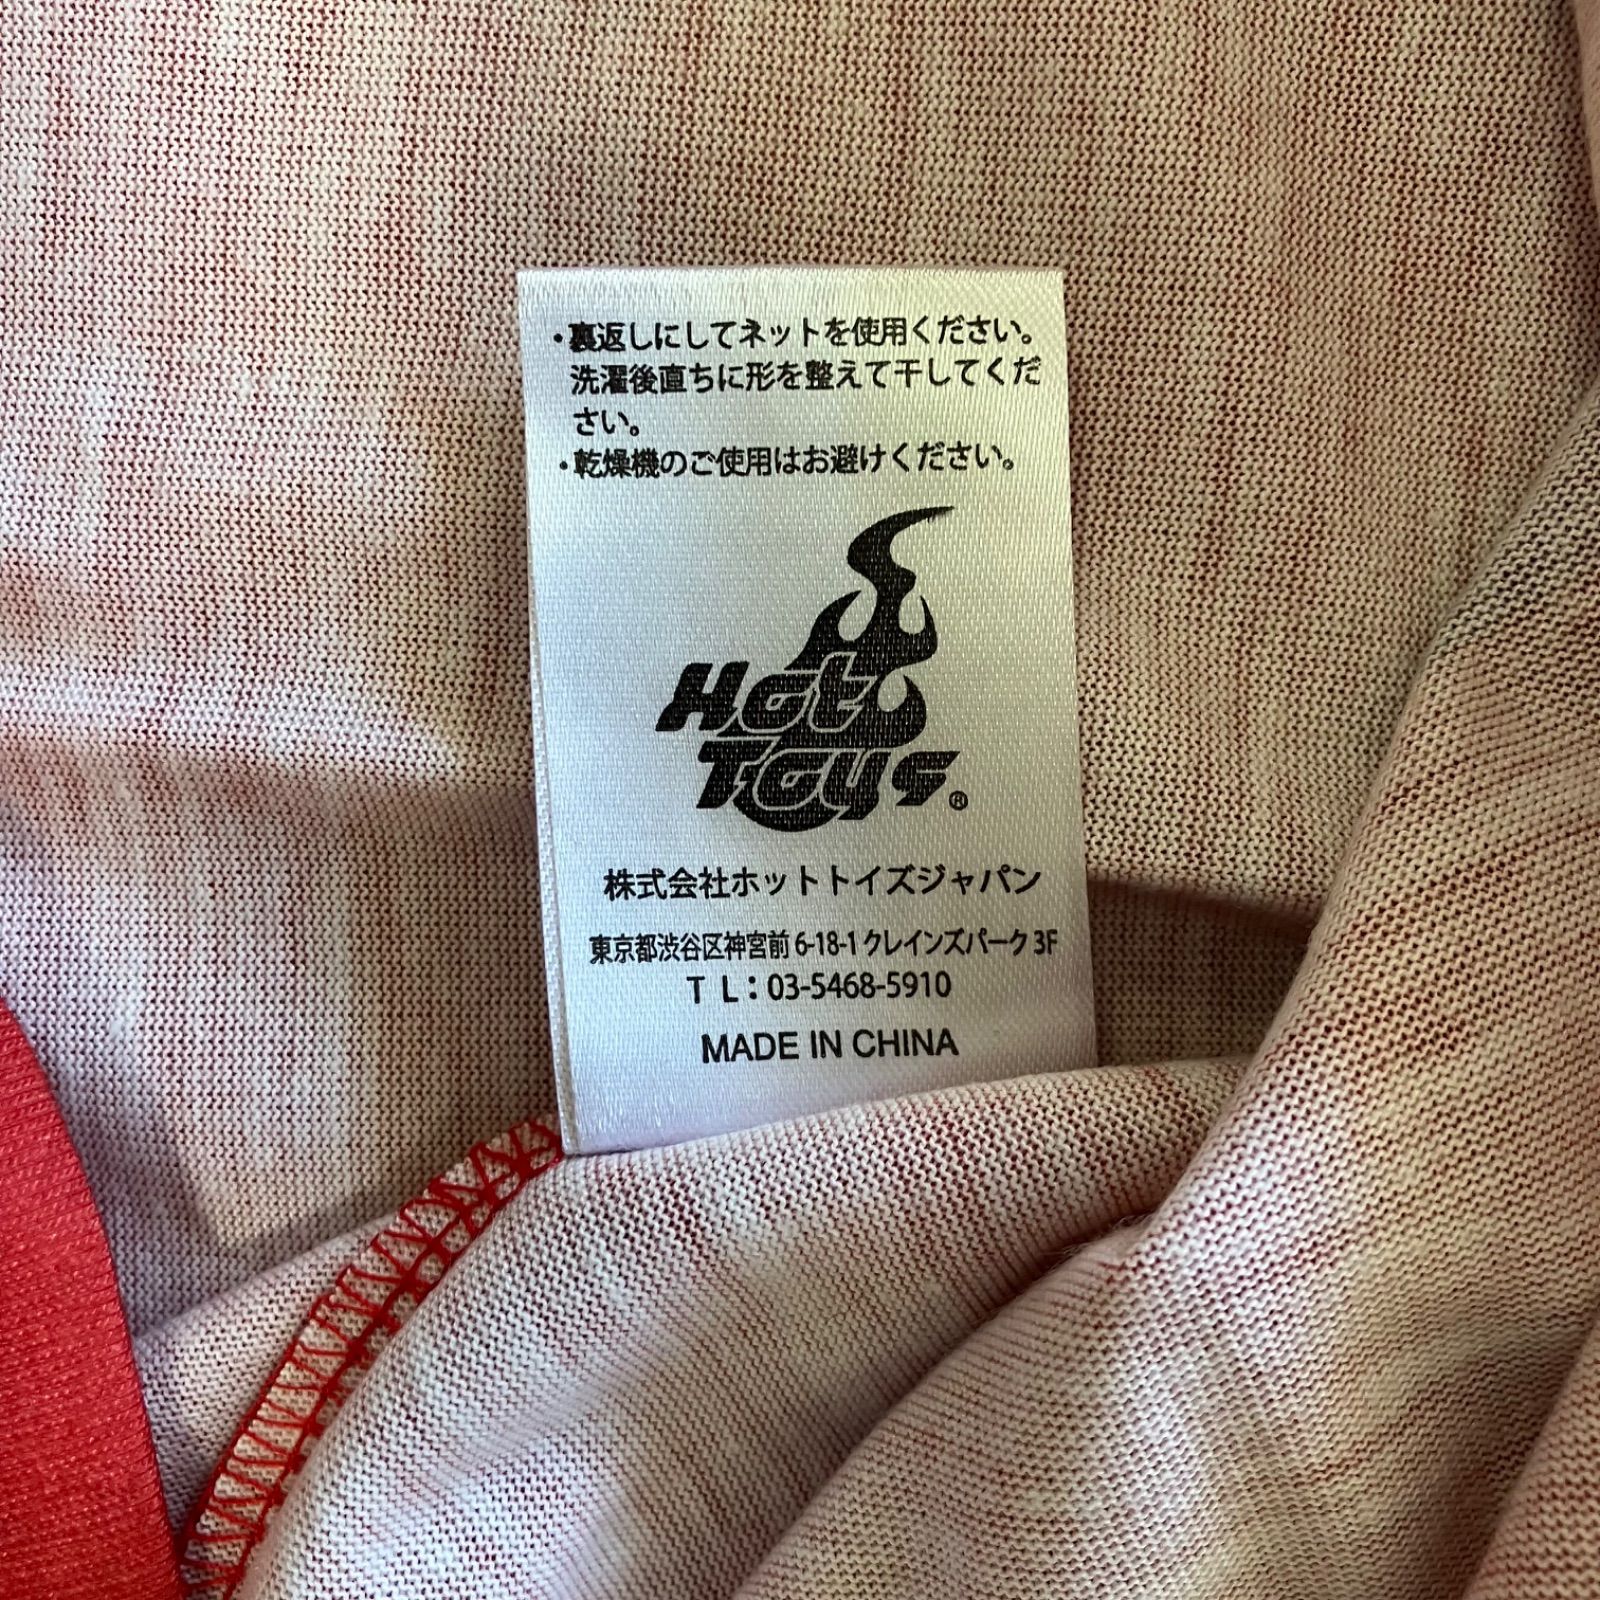 ・裏返しにしてネットを使用ください。
洗濯後直ちに形を整えて干してくだ
さい。
・乾燥機のご使用はお避けください。
Hot
Toys®
株式会社ホットトイズジャパン
東京都渋谷区神宮前 6-18-1 クレインズパーク 3F
T L：03-5468-5910
MADE IN CHINA